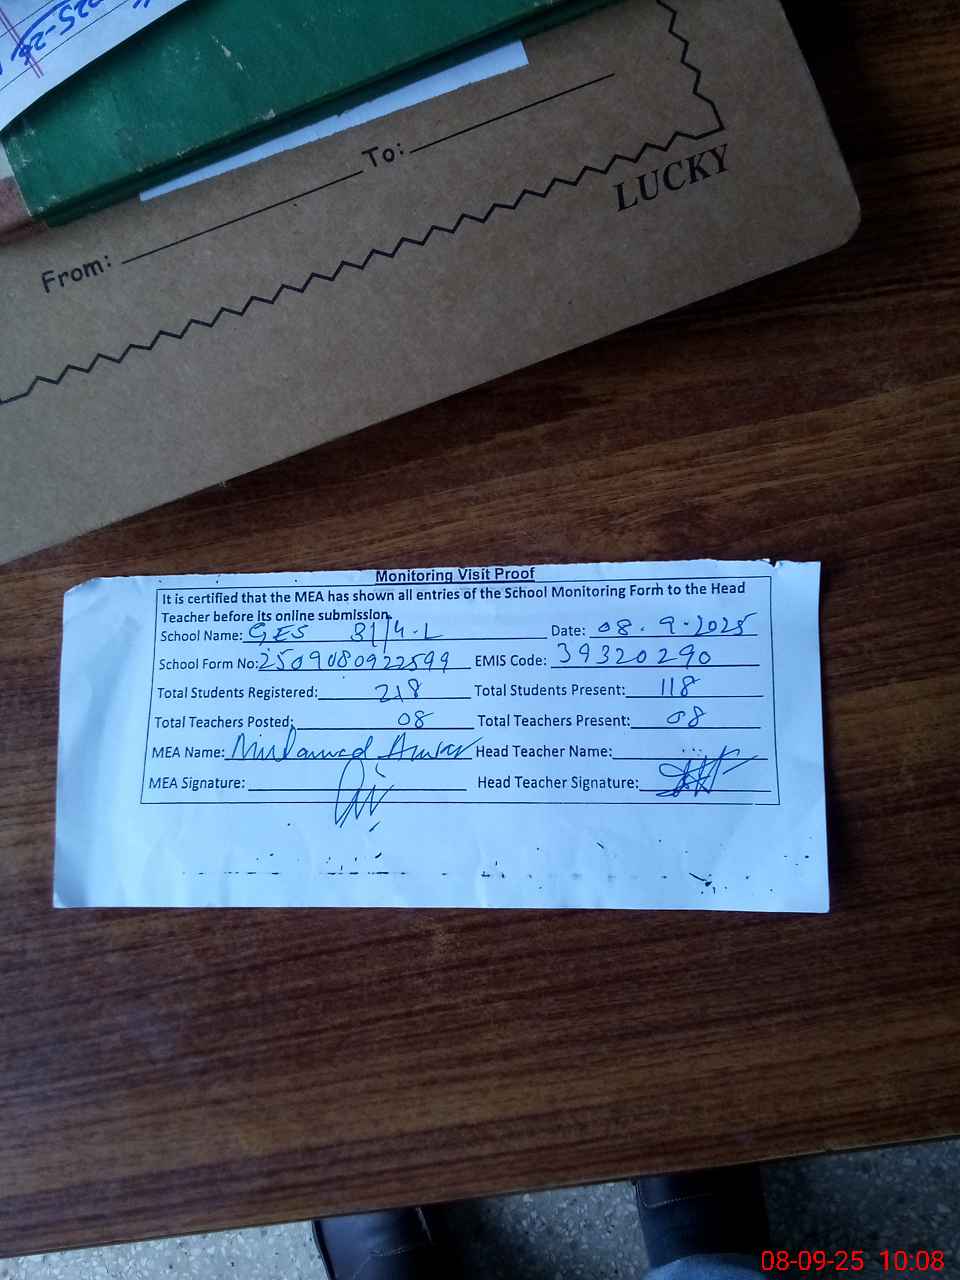 25-26
From:
To:
LUCKY
Monitoring Visit Proof
It is certified that the MEA has shown all entries of the School Monitoring Form to the Head
Teacher before its online submission.
School Name: GES 31/4-L Date: 08.9.2025
School Form No: 2509080922599 EMIS Code: 39320290
Total Students Registered: 218 Total Students Present: 118
Total Teachers Posted: 08 Total Teachers Present: 08
MEA Name: Muhammad Head Teacher Name:
MEA Signature: Head Teacher Signature:
08-09-25 10:08